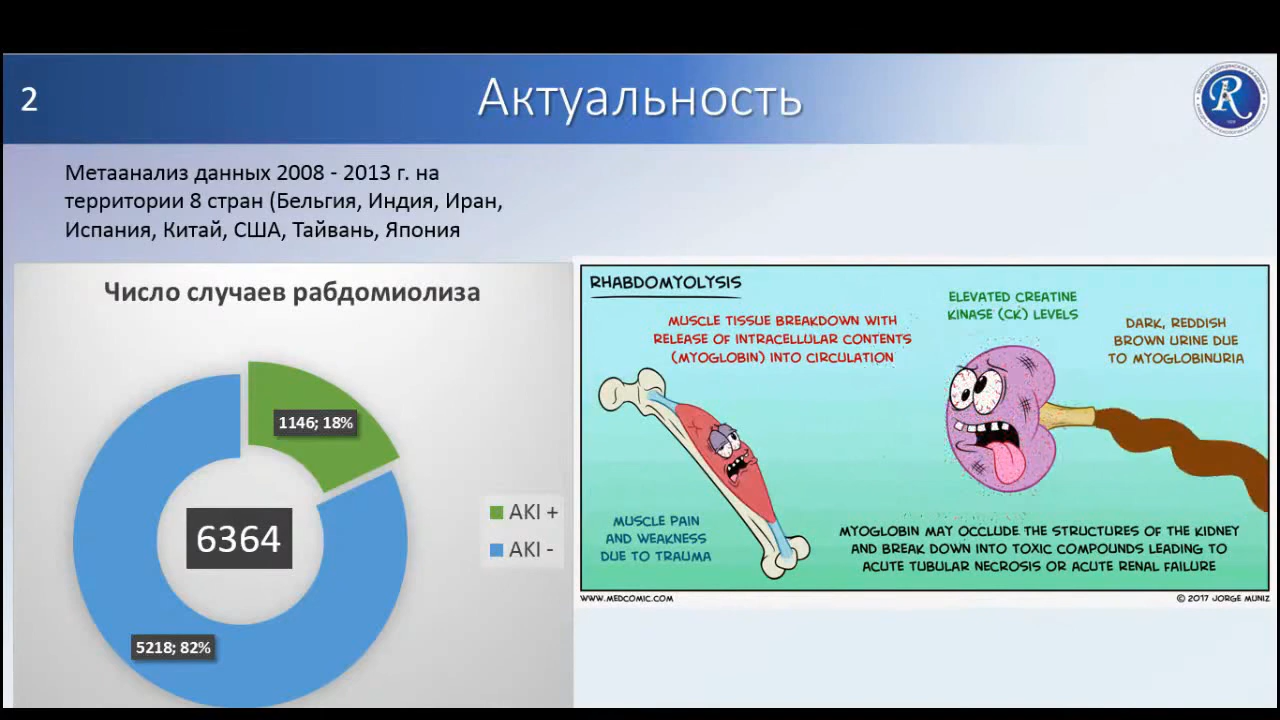 2
Актуальность
Метаанализ данных 2008 - 2013 г. на
территории 8 стран (Бельгия, Индия, Иран,
Испания, Китай, США, Тайвань, Япония
Число случаев рабдомиолиза
1146; 18%
6364
5218; 82%
AKI +
AKI -
RHABDOMYOLYSIS
MUSCLE TISSUE BREAKDOWN WITH
RELEASE OF INTRACELLULAR CONTENTS
(MYOGLOBIN) INTO CIRCULATION
ELEVATED CREATINE
KINASE (CK) LEVELS
DARK, REDDISH
BROWN URINE DUE
TO MYOGLOBINURIA
MUSCLE PAIN
AND WEAKNESS
DUE TO TRAUMA
MYOGLOBIN MAY OCCLUDE THE STRUCTURES OF THE KIDNEY
AND BREAK DOWN INTO TOXIC COMPOUNDS LEADING TO
ACUTE TUBULAR NECROSIS OR ACUTE RENAL FAILURE
WWW.MEDCOMIC.COM
© 2017 JORGE MUNIZ